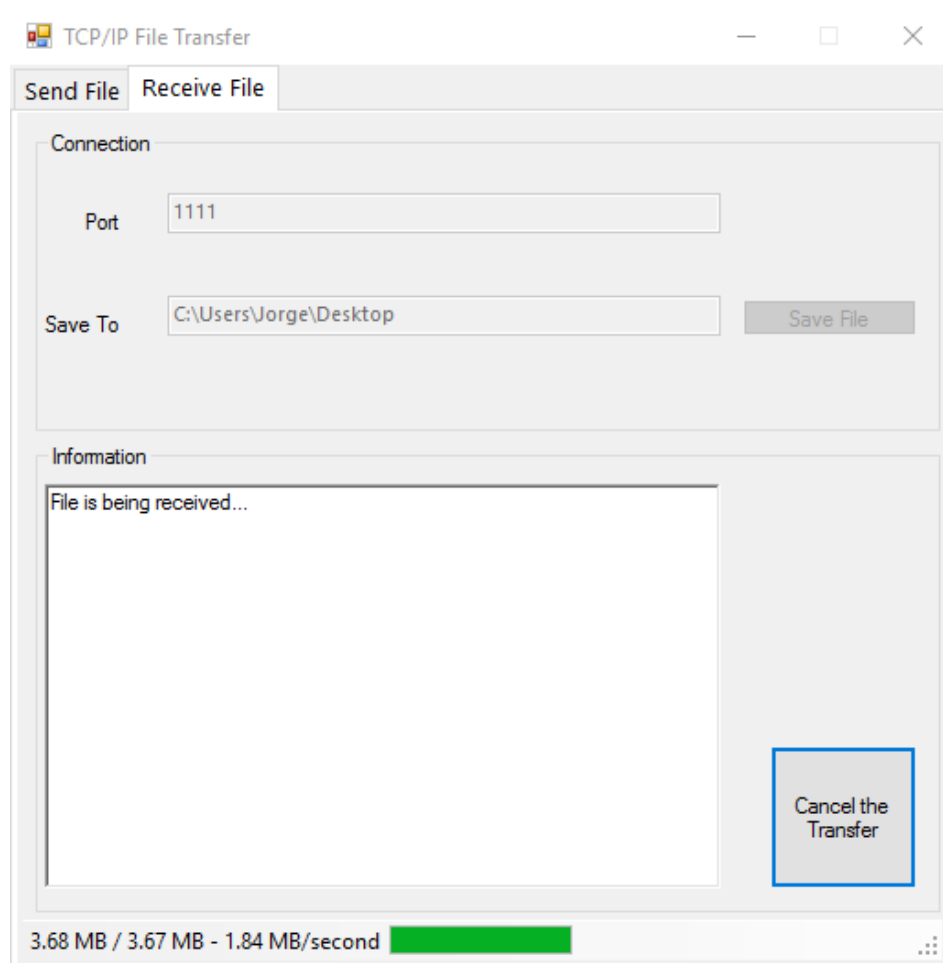 TCP/IP File Transfer
Send File Receive File
Connection
Port 1111
Save To C:\Users\Jorge\Desktop Save File
Information
File is being received...
Cancel the
Transfer
3.68 MB / 3.67 MB - 1.84 MB/second